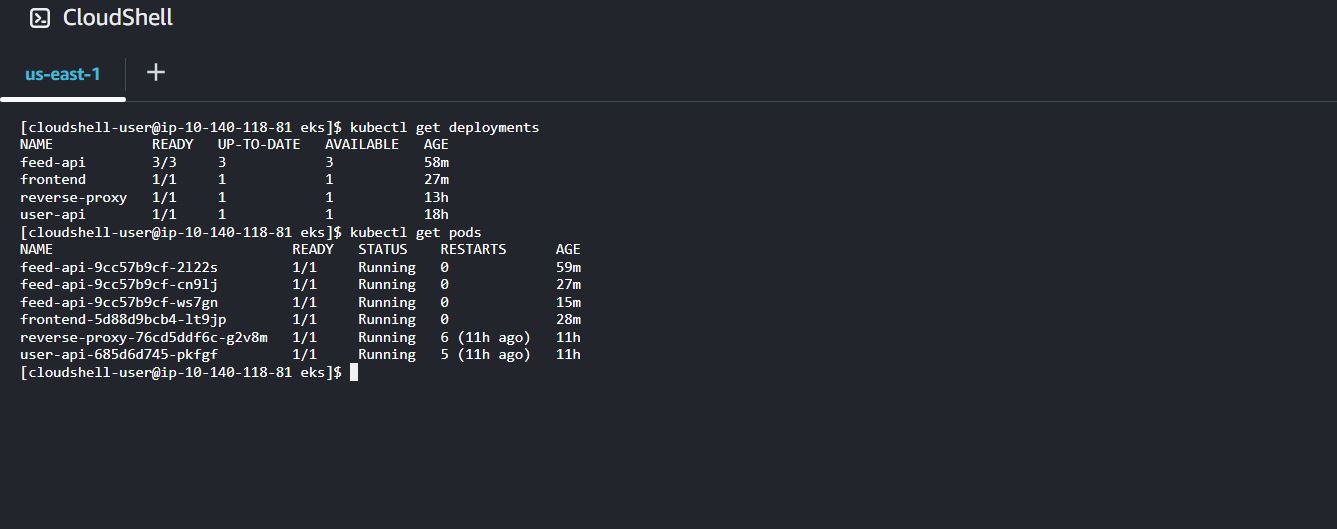 CloudShell
us-east-1
[cloudshell-user@ip-10-140-118-81 eks]$ kubectl get deployments
NAME            READY   UP-TO-DATE   AVAILABLE   AGE
feed-api        3/3     3            3           58m
frontend        1/1     1            1           27m
reverse-proxy   1/1     1            1           13h
user-api        1/1     1            1           18h
[cloudshell-user@ip-10-140-118-81 eks]$ kubectl get pods
NAME                             READY   STATUS    RESTARTS      AGE
feed-api-9cc57b9cf-2l22s         1/1     Running   0             59m
feed-api-9cc57b9cf-cn9lj         1/1     Running   0             27m
feed-api-9cc57b9cf-ws7gn         1/1     Running   0             15m
frontend-5d88d9bcb4-lt9jp        1/1     Running   0             28m
reverse-proxy-76cd5ddf6c-g2v8m   1/1     Running   6 (11h ago)   11h
user-api-685d6d745-pkfgf         1/1     Running   5 (11h ago)   11h
[cloudshell-user@ip-10-140-118-81 eks]$